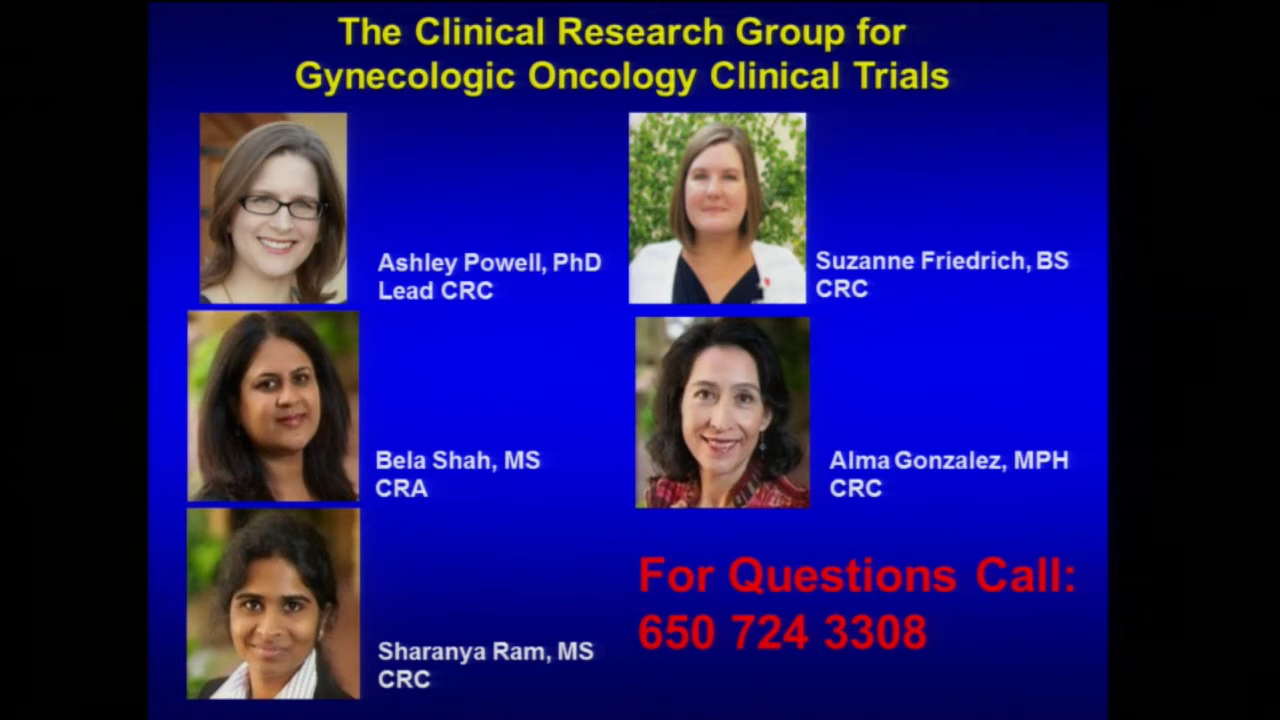 The Clinical Research Group for
Gynecologic Oncology Clinical Trials
Ashley Powell, PhD
Lead CRC
Suzanne Friedrich, BS
CRC
Bela Shah, MS
CRA
Alma Gonzalez, MPH
CRC
Sharanya Ram, MS
CRC
For Questions Call:
650 724 3308